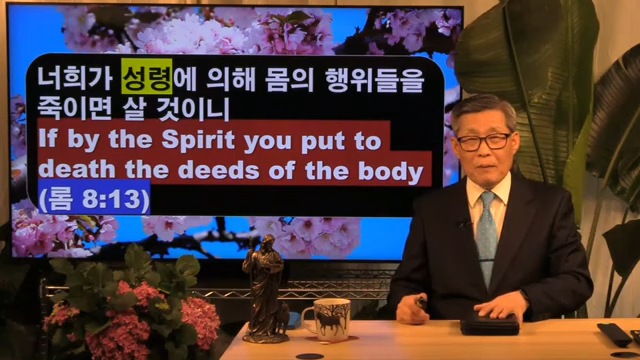 너희가 성령에 의해 몸의 행위들을
죽이면 살 것이니
If by the Spirit you put to
death the deeds of the body
(롬 8:13)